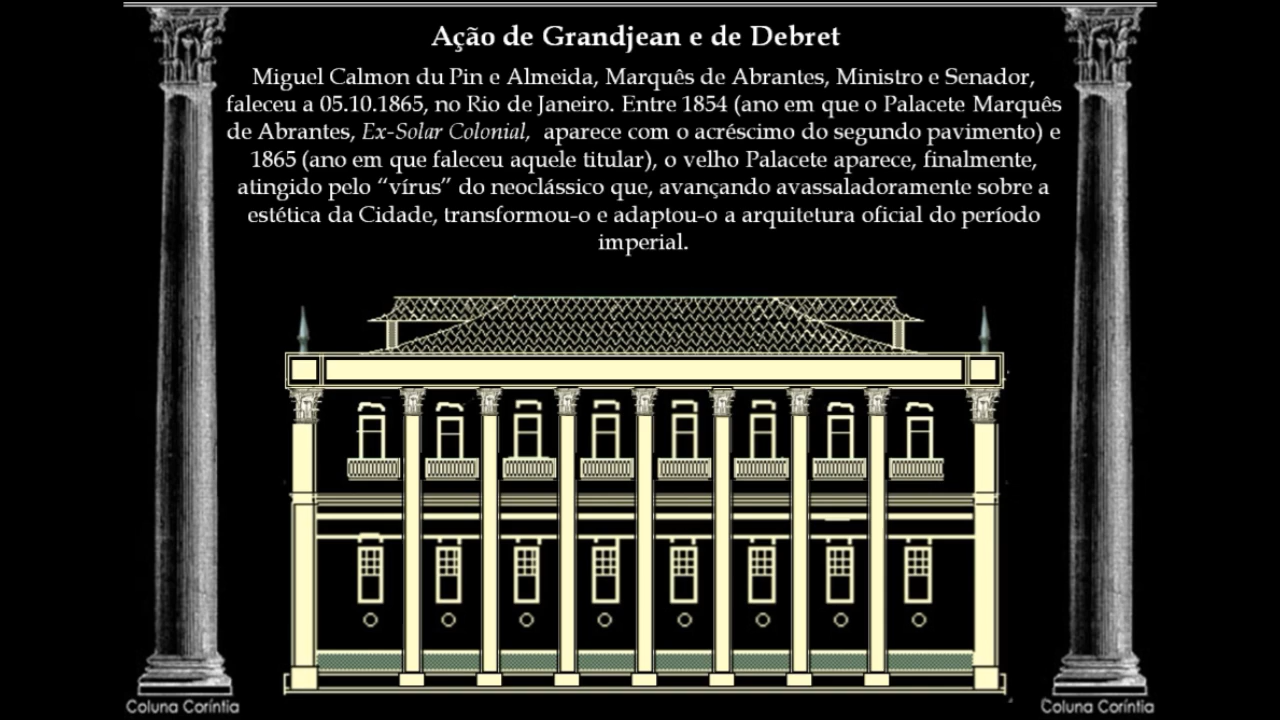 Ação de Grandjean e de Debret
Miguel Calmon du Pin e Almeida, Marquês de Abrantes, Ministro e Senador,
faleceu a 05.10.1865, no Rio de Janeiro. Entre 1854 (ano em que o Palacete Marquês
de Abrantes, Ex-Solar Colonial, aparece com o acréscimo do segundo pavimento) e
1865 (ano em que faleceu aquele titular), o velho Palacete aparece, finalmente,
atingido pelo “vírus” do neoclássico que, avançando avassaladoramente sobre a
estética da Cidade, transformou-o e adaptou-o a arquitetura oficial do período
imperial.
Coluna Coríntia
Coluna Coríntia